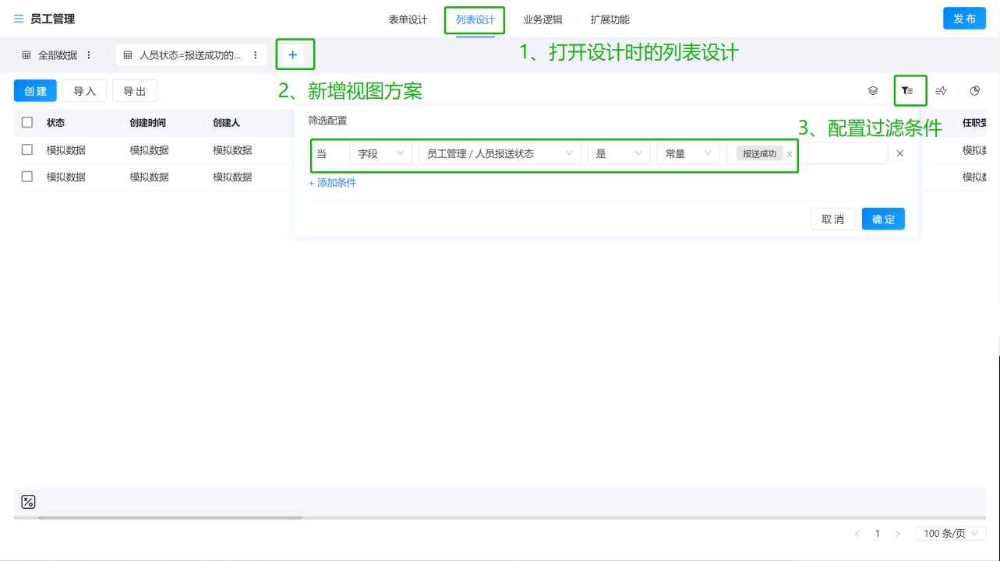 员工管理
表单设计 列表设计 业务逻辑 扩展功能
发布
全部数据 人员状态=报送成功的... +
1、打开设计时的列表设计
创建 导入 导出
2、新增视图方案
3、配置过滤条件
筛选配置
当 字段 员工管理 / 人员报送状态 是 常量 报送成功 x
+ 添加条件
取消 确定
状态 创建时间 创建人
模拟数据 模拟数据 模拟数据
模拟数据 模拟数据 模拟数据
任职受
模拟数
模拟数
< 1 > 100 条/页